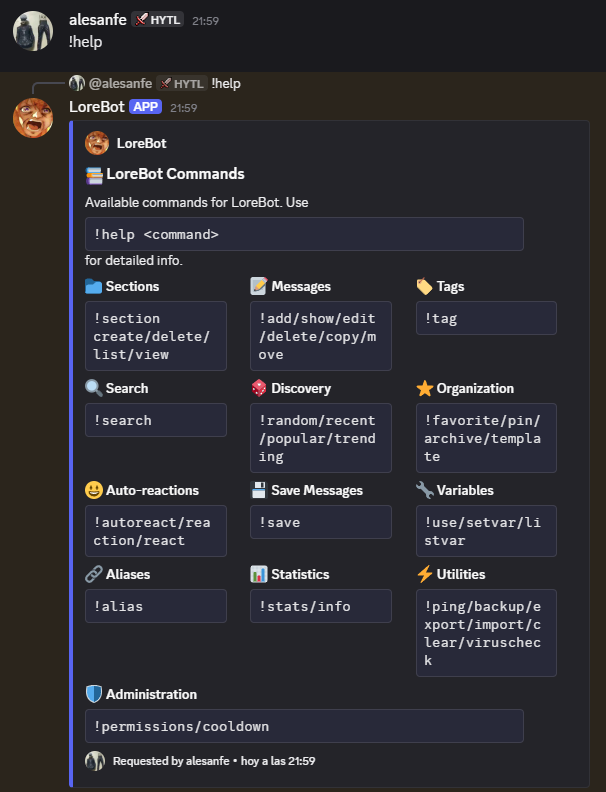 alesanfe HYTL 21:59
!help
@alesanfe HYTL !help
LoreBot APP 21:59
LoreBot
LoreBot Commands
Available commands for LoreBot. Use
!help <command>
for detailed info.
Sections
!section
create/delete/
list/view
Messages
!add/show/edit
/delete/copy/m
ove
Tags
!tag
Search
!search
Discovery
!random/recent
/popular/trend
ing
Organization
!favorite/pin/
archive/templa
te
Auto-reactions
!autoreact/rea
ction/react
Save Messages
!save
Variables
!use/setvar/li
stvar
Aliases
!alias
Statistics
!stats/info
Utilities
!ping/backup/e
xport/import/c
lear/viruschec
k
Administration
!permissions/cooldown
Requested by alesanfe • hoy a las 21:59